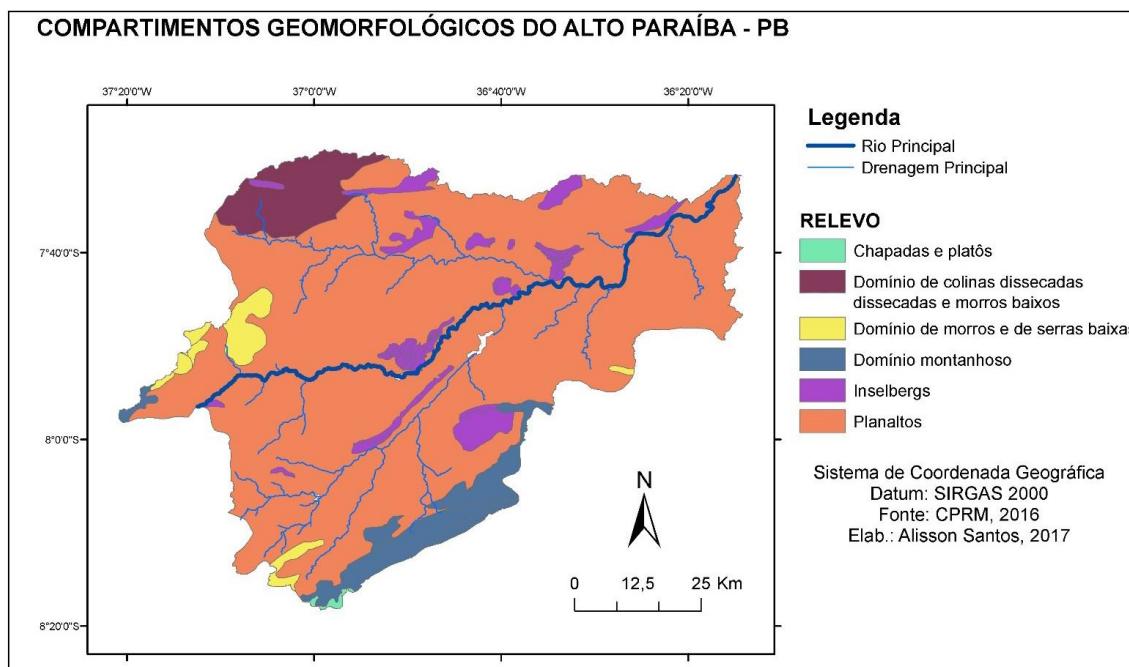 COMPARTIMENTOS GEOMORFOLÓGICOS DO ALTO PARAÍBA - PB
37°20'0"W
37°0'0"W
36°40'0"W
36°20'0"W
7°40'0"S
8°0'0"S
8°20'0"S
N
0 12,5 25 Km
Legenda
Rio Principal
Drenagem Principal
RELEVO
Chapadas e platôs
Domínio de colinas dissecadas
dissecadas e morros baixos
Domínio de morros e de serras baixas
Domínio montanhoso
Inselbergs
Planaltos
Sistema de Coordenada Geográfica
Datum: SIRGAS 2000
Fonte: CPRM, 2016
Elab.: Alisson Santos, 2017